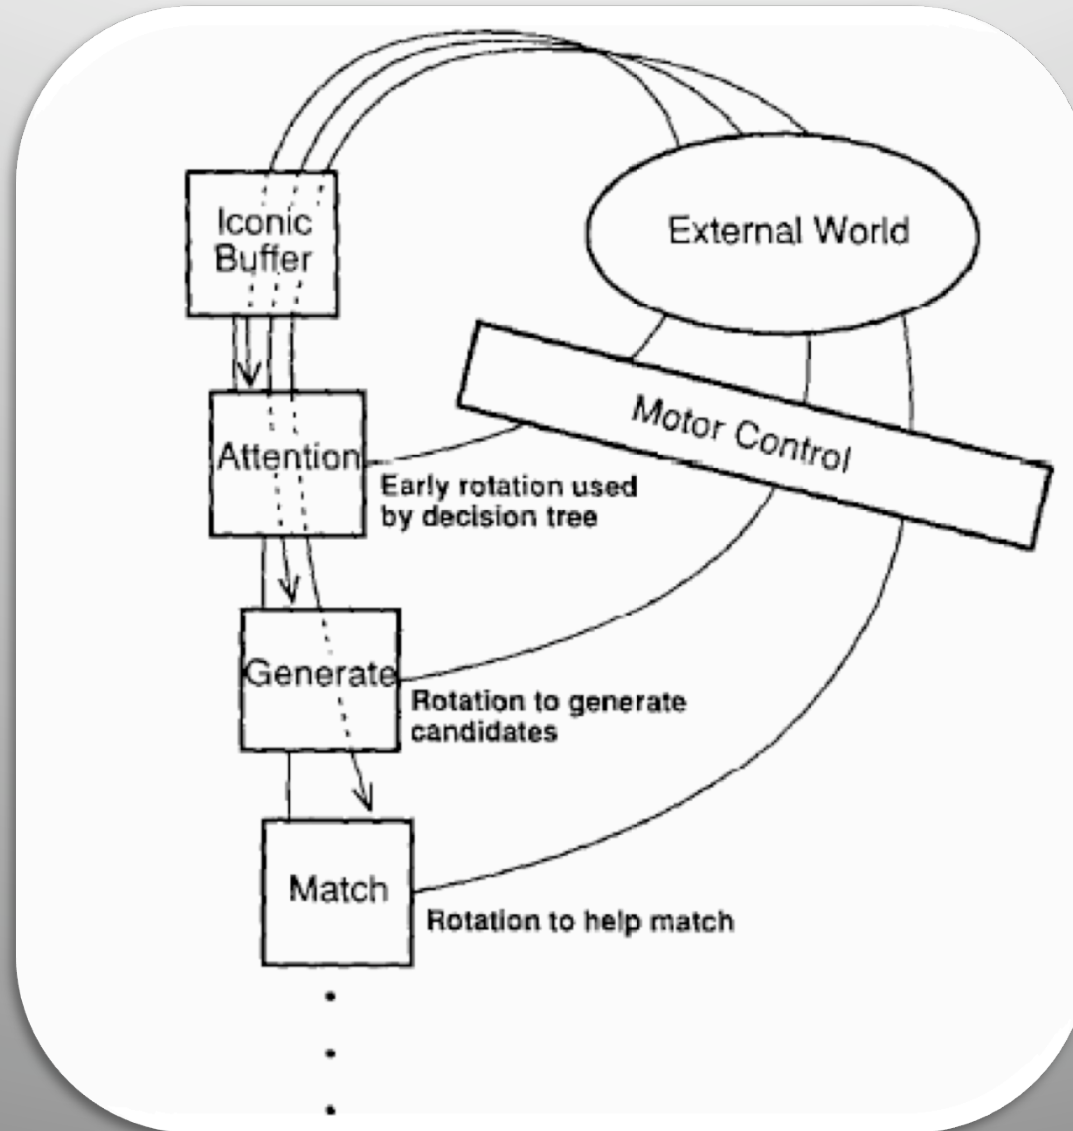 Iconic
Buffer
External World
Motor Control
Attention
Early rotation used
by decision tree
Generate
Rotation to generate
candidates
Match
Rotation to help match